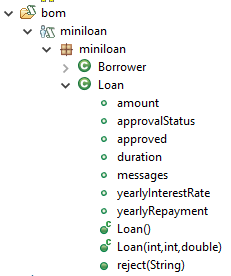 bom
miniloan
miniloan
Borrower
Loan
amount
approvalStatus
approved
duration
messages
yearlyInterestRate
yearlyRepayment
Loan()
Loan(int,int,double)
reject(String)